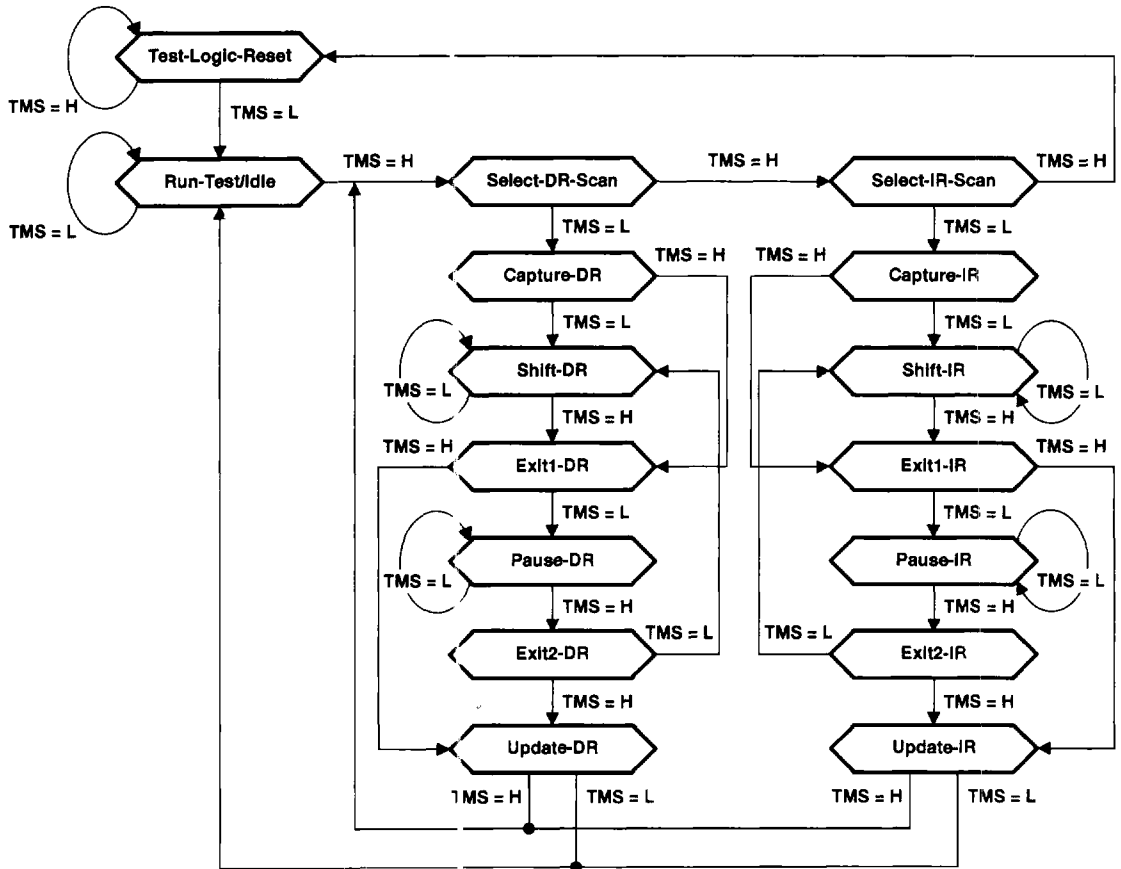 Test-Logic-Reset
TMS = H
TMS = L
TMS = H
TMS = H
TMS = H
Run-Test/Idle
Select-DR-Scan
Select-IR-Scan
TMS = L
TMS = L
TMS = L
TMS = H
TMS = H
Capture-DR
Capture-IR
TMS = L
TMS = L
Shift-DR
Shift-IR
TMS = L
TMS = L
TMS = H
TMS = H
TMS = H
TMS = H
Exit1-DR
Exit1-IR
TMS = L
TMS = L
Pause-DR
Pause-IR
TMS = L
TMS = L
TMS = H
TMS = H
TMS = L
TMS = L
Exit2-DR
Exit2-IR
TMS = H
TMS = H
Update-DR
Update-IR
TMS = H
TMS = L
TMS = H
TMS = L